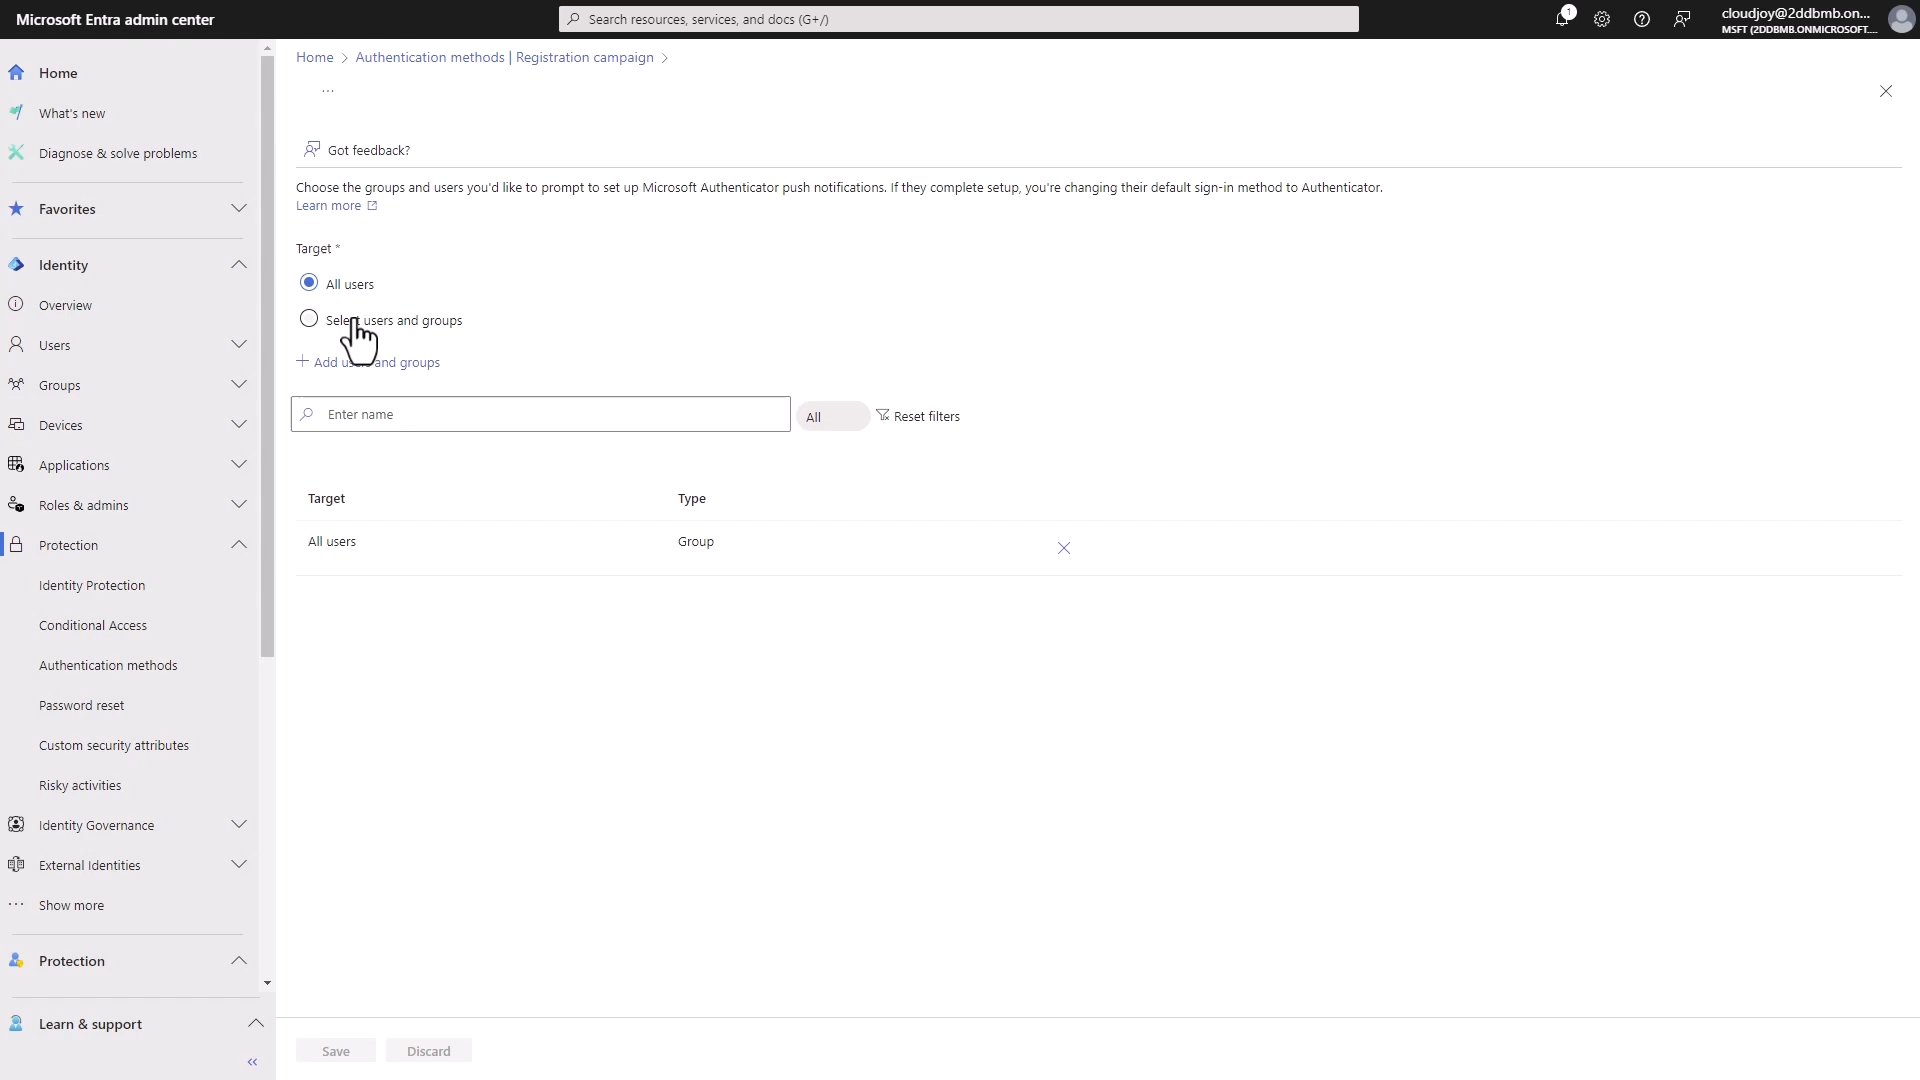 Microsoft Entra admin center
Search resources, services, and docs (G+/)
1
cloudjoy@2ddbmb.on...
MSFT (2DDBMB.ONMICROSOFT....
Home
What's new
Diagnose & solve problems
Favorites
Identity
Overview
Users
Groups
Devices
Applications
Roles & admins
Protection
Identity Protection
Conditional Access
Authentication methods
Password reset
Custom security attributes
Risky activities
Identity Governance
External Identities
Show more
Protection
Learn & support
Home > Authentication methods | Registration campaign >
...
Got feedback?
Choose the groups and users you'd like to prompt to set up Microsoft Authenticator push notifications. If they complete setup, you're changing their default sign-in method to Authenticator.
Learn more
Target *
All users
Select users and groups
Add users and groups
Enter name
All
Reset filters
Target Type
All users Group
Save Discard